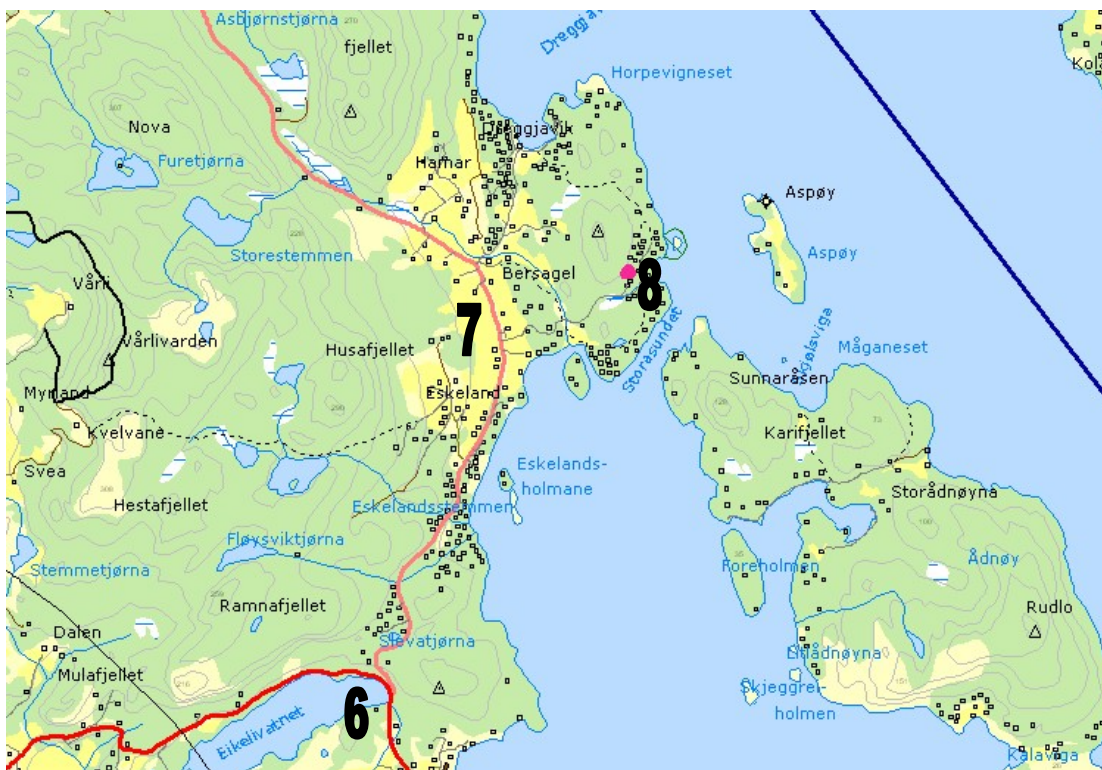 Asbjørnstjørna
fjellet
Horpevigneset
Nova
Furetjørna
Hamar
Dreggjavik
Aspøy
Storestemmen
Bersagel
8
Aspøy
Vårli
7
Vårlivarden
Husafjellet
Storasundet
Måganeset
Sunnaråsen
Eskeland
Kvelvane
Karifjellet
Svea
Eskelands-
holmane
Hestafjellet
Eskelandsstemmen
Storådnøyna
Fløysviktjørna
Foreholmen
Ådnøy
Stemmetjørna
Ramnafjellet
Rudlo
Dalen
Slevatjørna
Litlådnøyna
Mulafjellet
Skjeggrei-
holmen
6
Eikelivatnet
Kalaviga